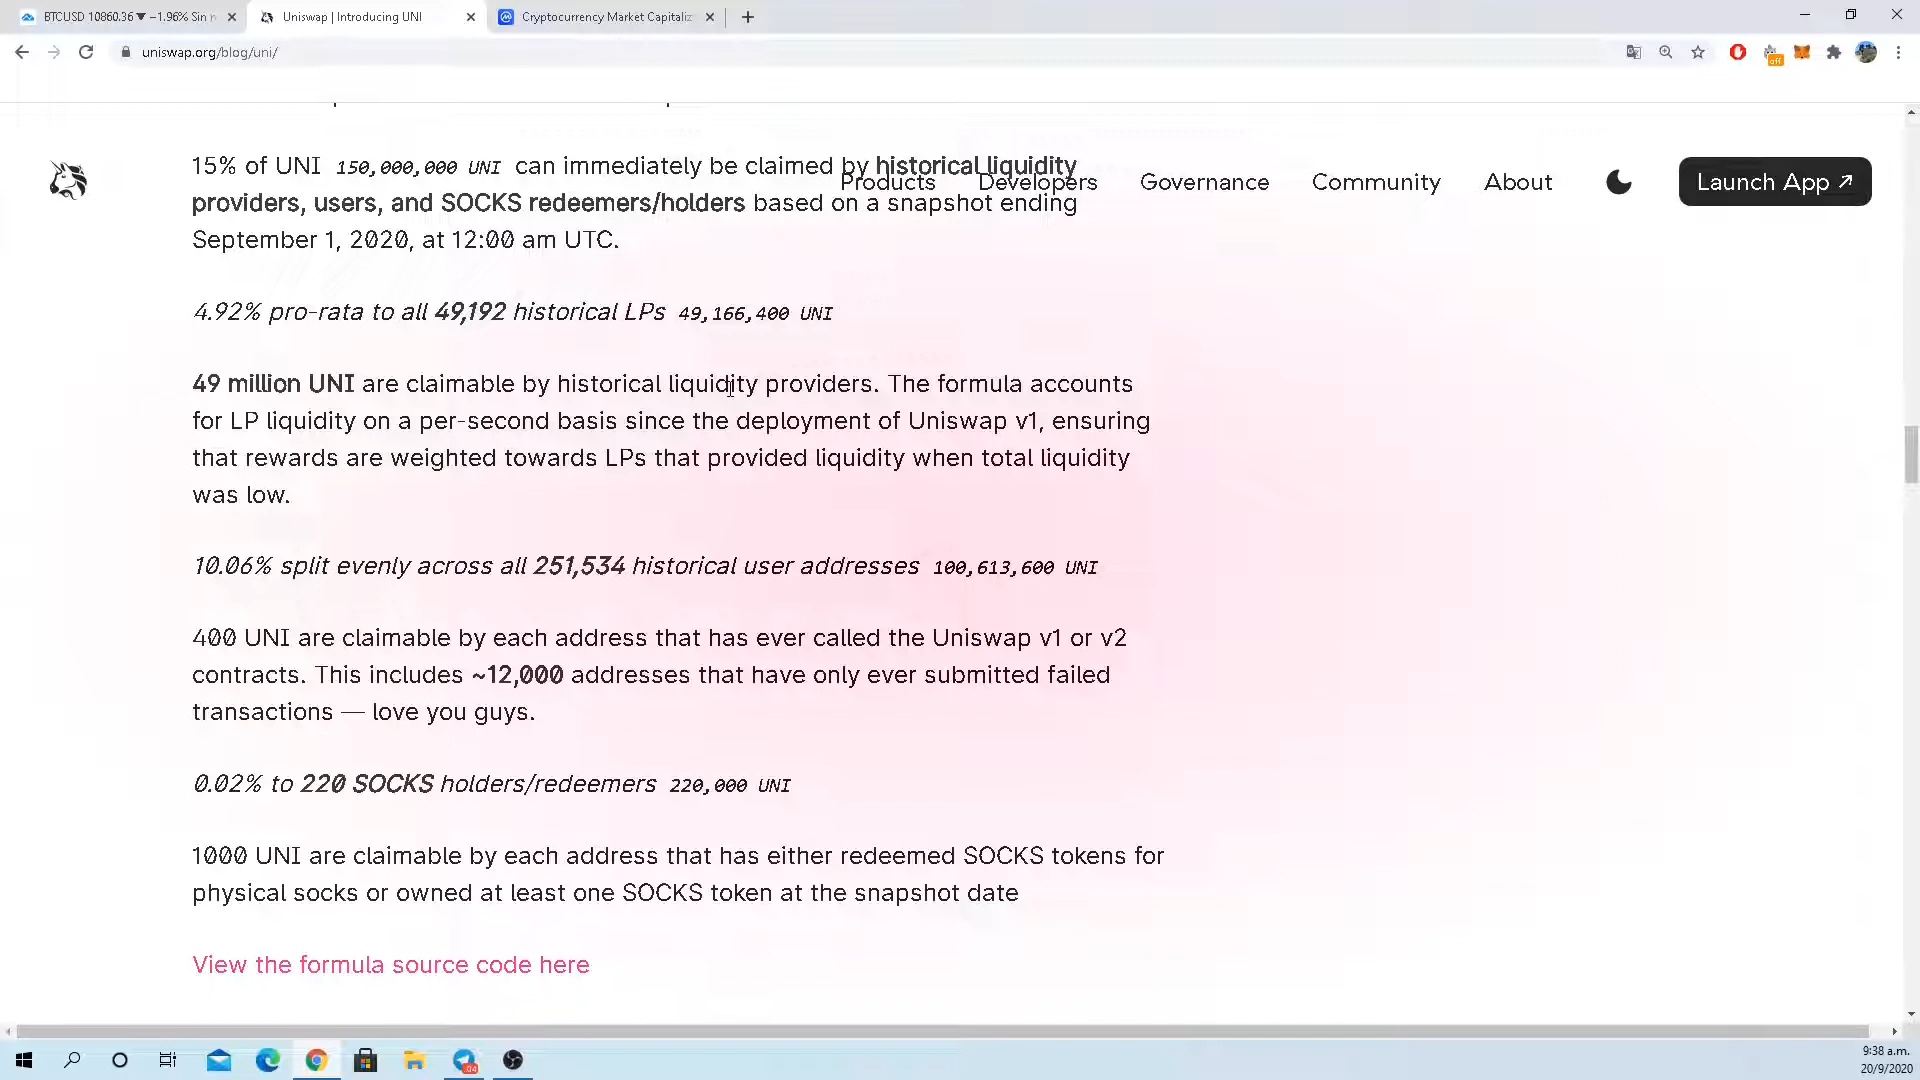 BTCUSD 10860.36 ▼ −1.96% Sin
Uniswap | Introducing UNI
Cryptocurrency Market Capitaliz
uniswap.org/blog/uni/
off
15% of UNI 150,000,000 UNI can immediately be claimed by historical liquidity
Products Developers Governance Community About Launch App ↗
providers, users, and SOCKS redeemers/holders based on a snapshot ending
September 1, 2020, at 12:00 am UTC.
4.92% pro-rata to all 49,192 historical LPs 49,166,400 UNI
49 million UNI are claimable by historical liquidity providers. The formula accounts
for LP liquidity on a per-second basis since the deployment of Uniswap v1, ensuring
that rewards are weighted towards LPs that provided liquidity when total liquidity
was low.
10.06% split evenly across all 251,534 historical user addresses 100,613,600 UNI
400 UNI are claimable by each address that has ever called the Uniswap v1 or v2
contracts. This includes ~12,000 addresses that have only ever submitted failed
transactions — love you guys.
0.02% to 220 SOCKS holders/redeemers 220,000 UNI
1000 UNI are claimable by each address that has either redeemed SOCKS tokens for
physical socks or owned at least one SOCKS token at the snapshot date
View the formula source code here
9:38 a.m.
20/9/2020